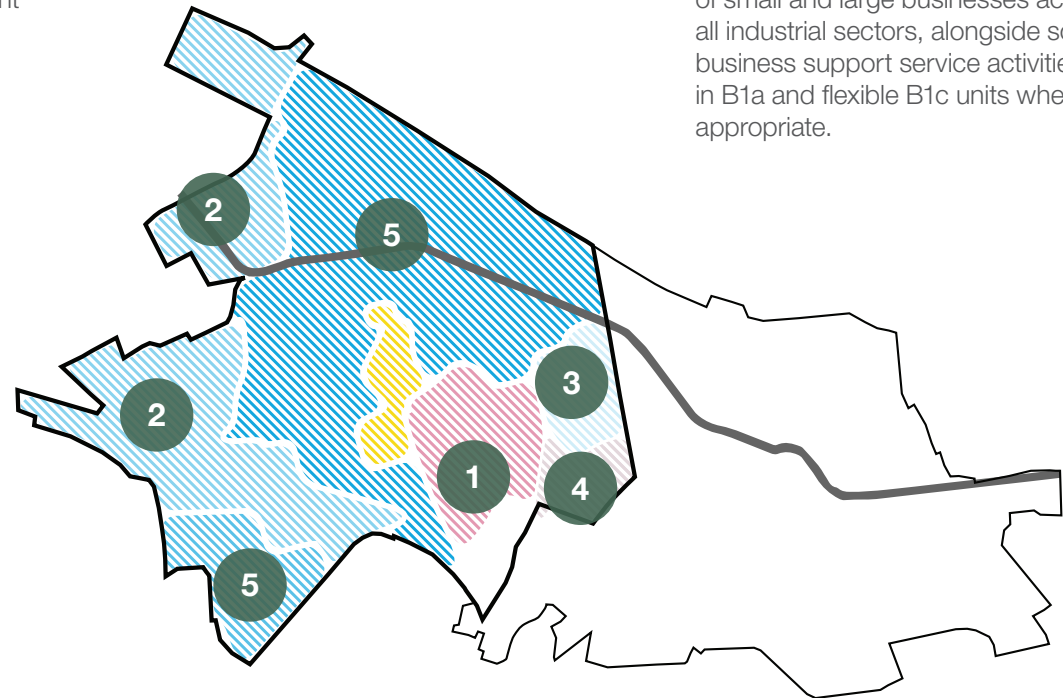 nt
of small and large businesses ac
all industrial sectors, alongside so
business support service activitie
in B1a and flexible B1c units whe
appropriate.
2
5
2
3
1
4
5